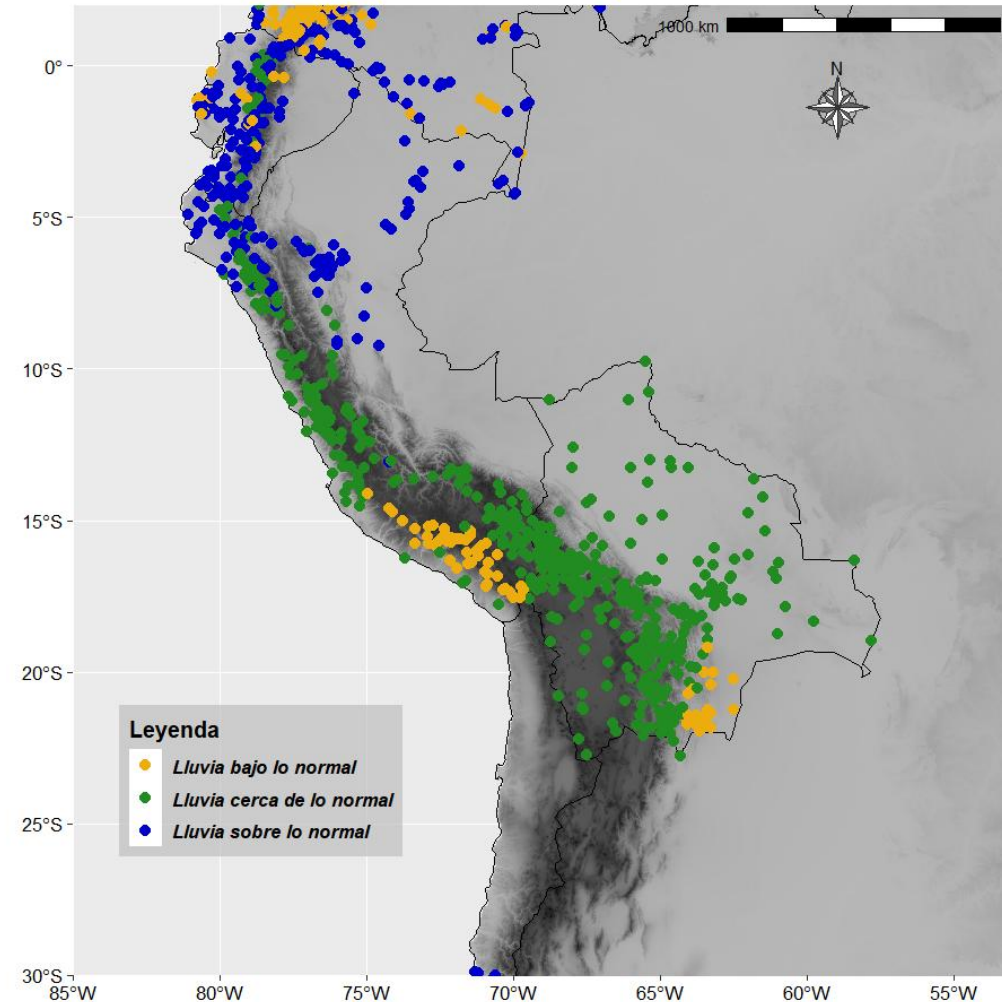 1000 km
N
0°
5°S
10°S
15°S
20°S
25°S
30°S
Leyenda
Lluvia bajo lo normal
Lluvia cerca de lo normal
Lluvia sobre lo normal
85°W 80°W 75°W 70°W 65°W 60°W 55°W